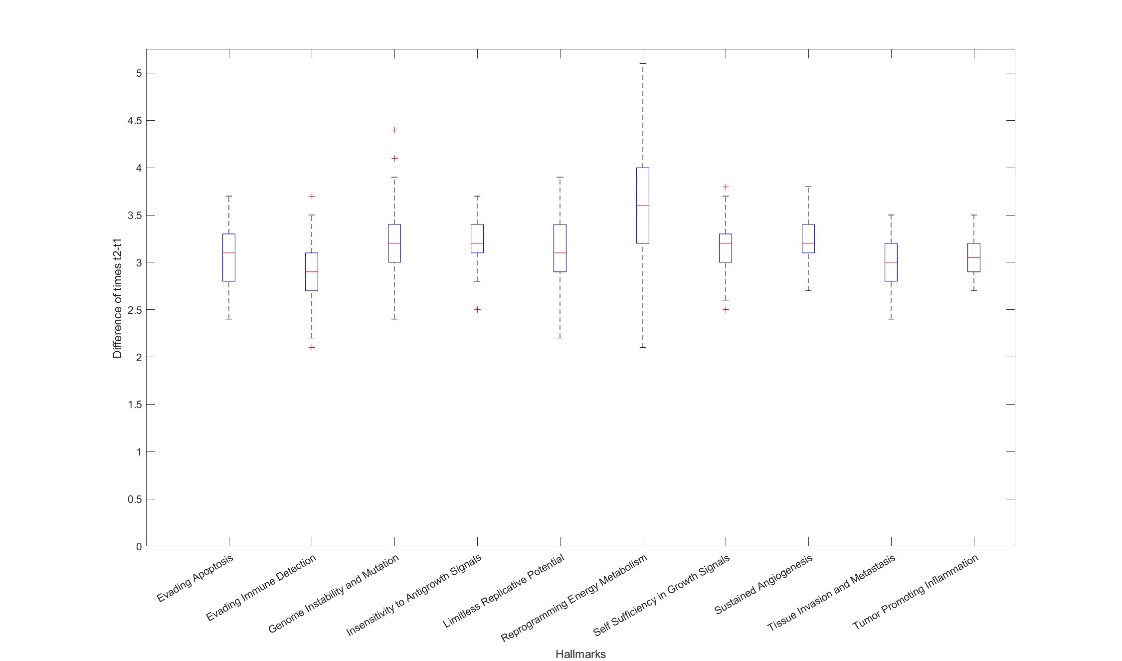 5
4.5
4
3.5
3
2.5
2
1.5
1
0.5
0
Difference of times t2-t1
Evading Apoptosis
Evading Immune Detection
Genome Instability and Mutation
Insensitivity to Antigrowth Signals
Limitless Replicative Potential
Reprogramming Energy Metabolism
Self Sufficiency in Growth Signals
Sustained Angiogenesis
Tissue Invasion and Metastasis
Tumor Promoting Inflammation
Hallmarks